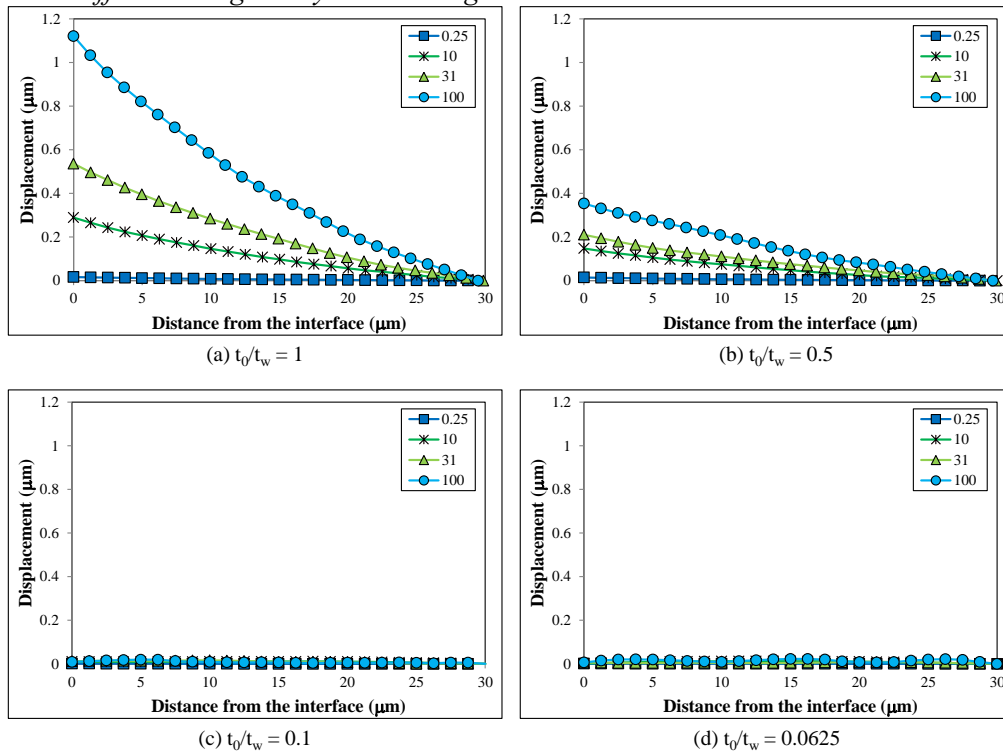 1.2
1
0.8
0.6
0.4
0.2
0
Displacement (μm)
0.25
10
31
100
0 5 10 15 20 25 30
Distance from the interface (μm)
(a) t0/tw = 1
1.2
1
0.8
0.6
0.4
0.2
0
Displacement (μm)
0.25
10
31
100
0 5 10 15 20 25 30
Distance from the interface (μm)
(b) t0/tw = 0.5
1.2
1
0.8
0.6
0.4
0.2
0
Displacement (μm)
0.25
10
31
100
0 5 10 15 20 25 30
Distance from the interface (μm)
(c) t0/tw = 0.1
1.2
1
0.8
0.6
0.4
0.2
0
Displacement (μm)
0.25
10
31
100
0 5 10 15 20 25 30
Distance from the interface (μm)
(d) t0/tw = 0.0625